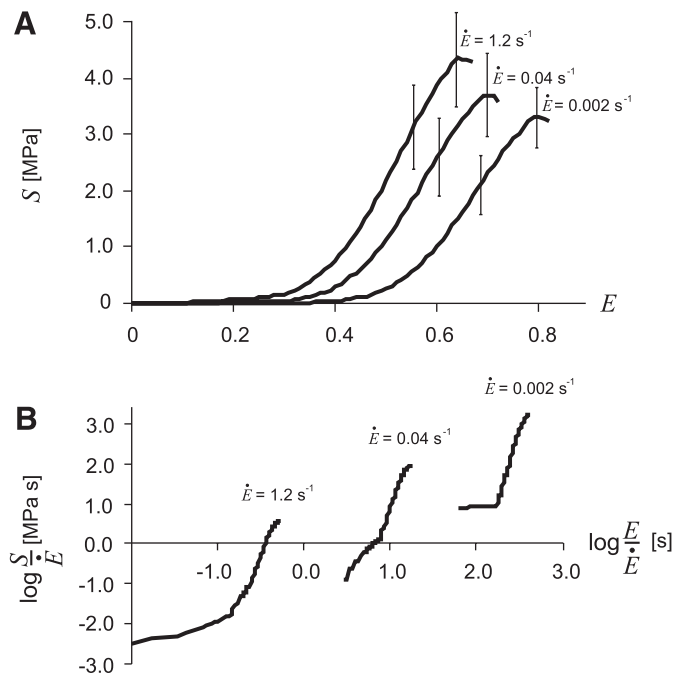 A
5.0
4.0
3.0
2.0
1.0
0
S [MPa]
Ė = 1.2 s⁻¹
Ė = 0.04 s⁻¹
Ė = 0.002 s⁻¹
E
0 0.2 0.4 0.6 0.8
B
3.0
2.0
1.0
0.0
-1.0
-2.0
-3.0
log S/Ė [MPa s]
Ė = 1.2 s⁻¹
Ė = 0.04 s⁻¹
Ė = 0.002 s⁻¹
-1.0 0.0 1.0 2.0 3.0
log E/Ė [s]